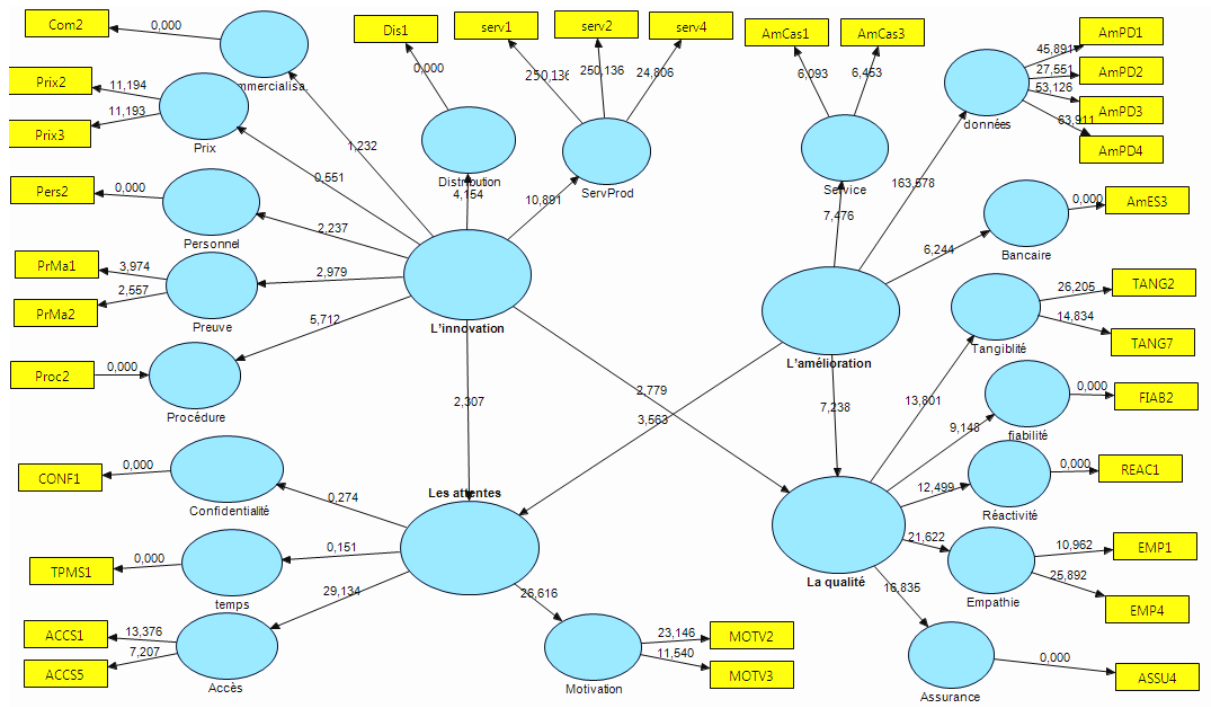 Com2
0,000
mmercialisa.
Prix2
11,194
Prix3
11,193
Prix
1,232
0,551
Dis1
0,000
Distribution
4,154
serv1
serv2
serv4
250,136
250,136
24,806
ServProd
10,891
AmCas1
AmCas3
6,093
6,453
Service
7,476
AmPD1
AmPD2
AmPD3
AmPD4
45,891
27,551
53,126
63,911
données
163,578
AmES3
0,000
Bancaire
6,244
Pers2
0,000
Personnel
2,237
PrMa1
3,974
PrMa2
2,557
Preuve
2,979
Proc2
0,000
Procédure
5,712
L'innovation
L'amélioration
TANG2
26,205
TANG7
14,834
Tangiblité
13,801
FIAB2
0,000
fiabilité
9,148
REAC1
0,000
Réactivité
12,499
2,307
2,779
3,563
7,238
CONF1
0,000
Confidentialité
0,274
Les attentes
TPMS1
0,000
temps
0,151
ACCS1
13,376
ACCS5
7,207
Accès
29,134
26,616
Motivation
MOTV2
23,146
MOTV3
11,540
La qualité
21,622
Empathie
EMP1
10,962
EMP4
25,892
16,835
Assurance
0,000
ASSU4